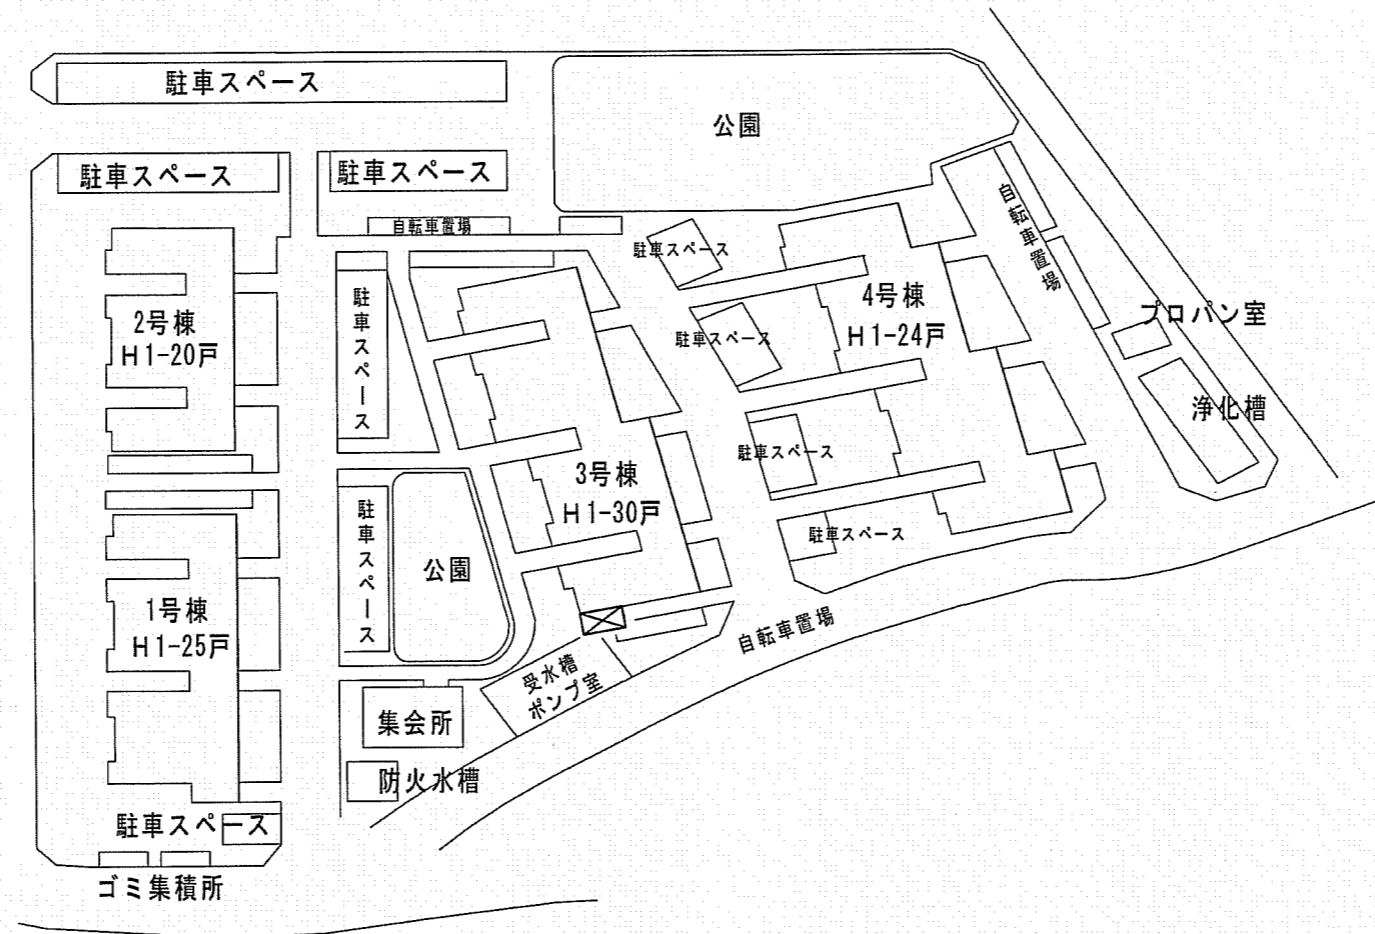 駐車スペース
公園
駐車スペース
駐車スペース
自転車置場
自転車置場
駐車スペース
駐車スペース
4号棟
H1-24戸
プロパン室
2号棟
H1-20戸
駐車スペース
駐車スペース
浄化槽
駐車スペース
3号棟
H1-30戸
駐車スペース
駐車スペース
公園
1号棟
H1-25戸
自転車置場
受水槽
ポンプ室
集会所
防火水槽
駐車スペース
ゴミ集積所